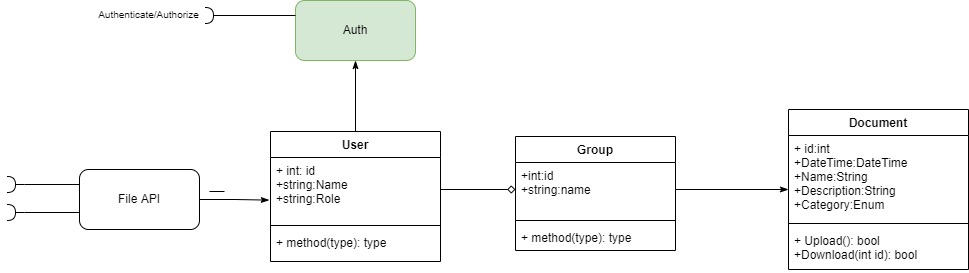 Authenticate/Authorize
Auth
File API
User
+ int: id
+string:Name
+string:Role
+ method(type): type
Group
+int:id
+string:name
+ method(type): type
Document
+ id:int
+DateTime:DateTime
+Name:String
+Description:String
+Category:Enum
+ Upload(): bool
+Download(int id): bool